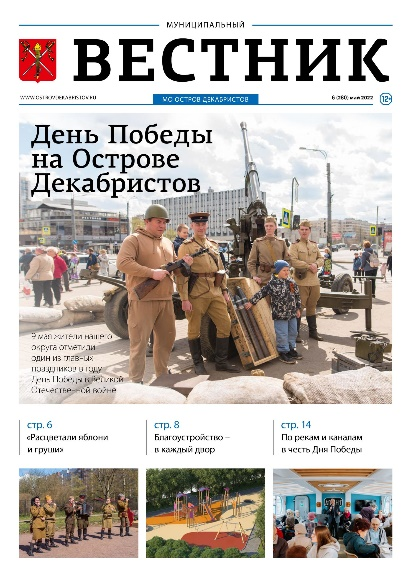 МУНИЦИПАЛЬНЫЙ
ВЕСТНИК
WWW.OSTROVDEKABRISTOV.RU
МО ОСТРОВ ДЕКАБРИСТОВ
6 (260) май 2022
12+
День Победы
на Острове
Декабристов
9 мая жители нашего
округа отметили
один из главных
праздников в году –
День Победы в Великой
Отечественной войне
стр. 6
«Расцветали яблони
и груши»
стр. 8
Благоустройство –
в каждый двор
стр. 14
По рекам и каналам
в честь Дня Победы